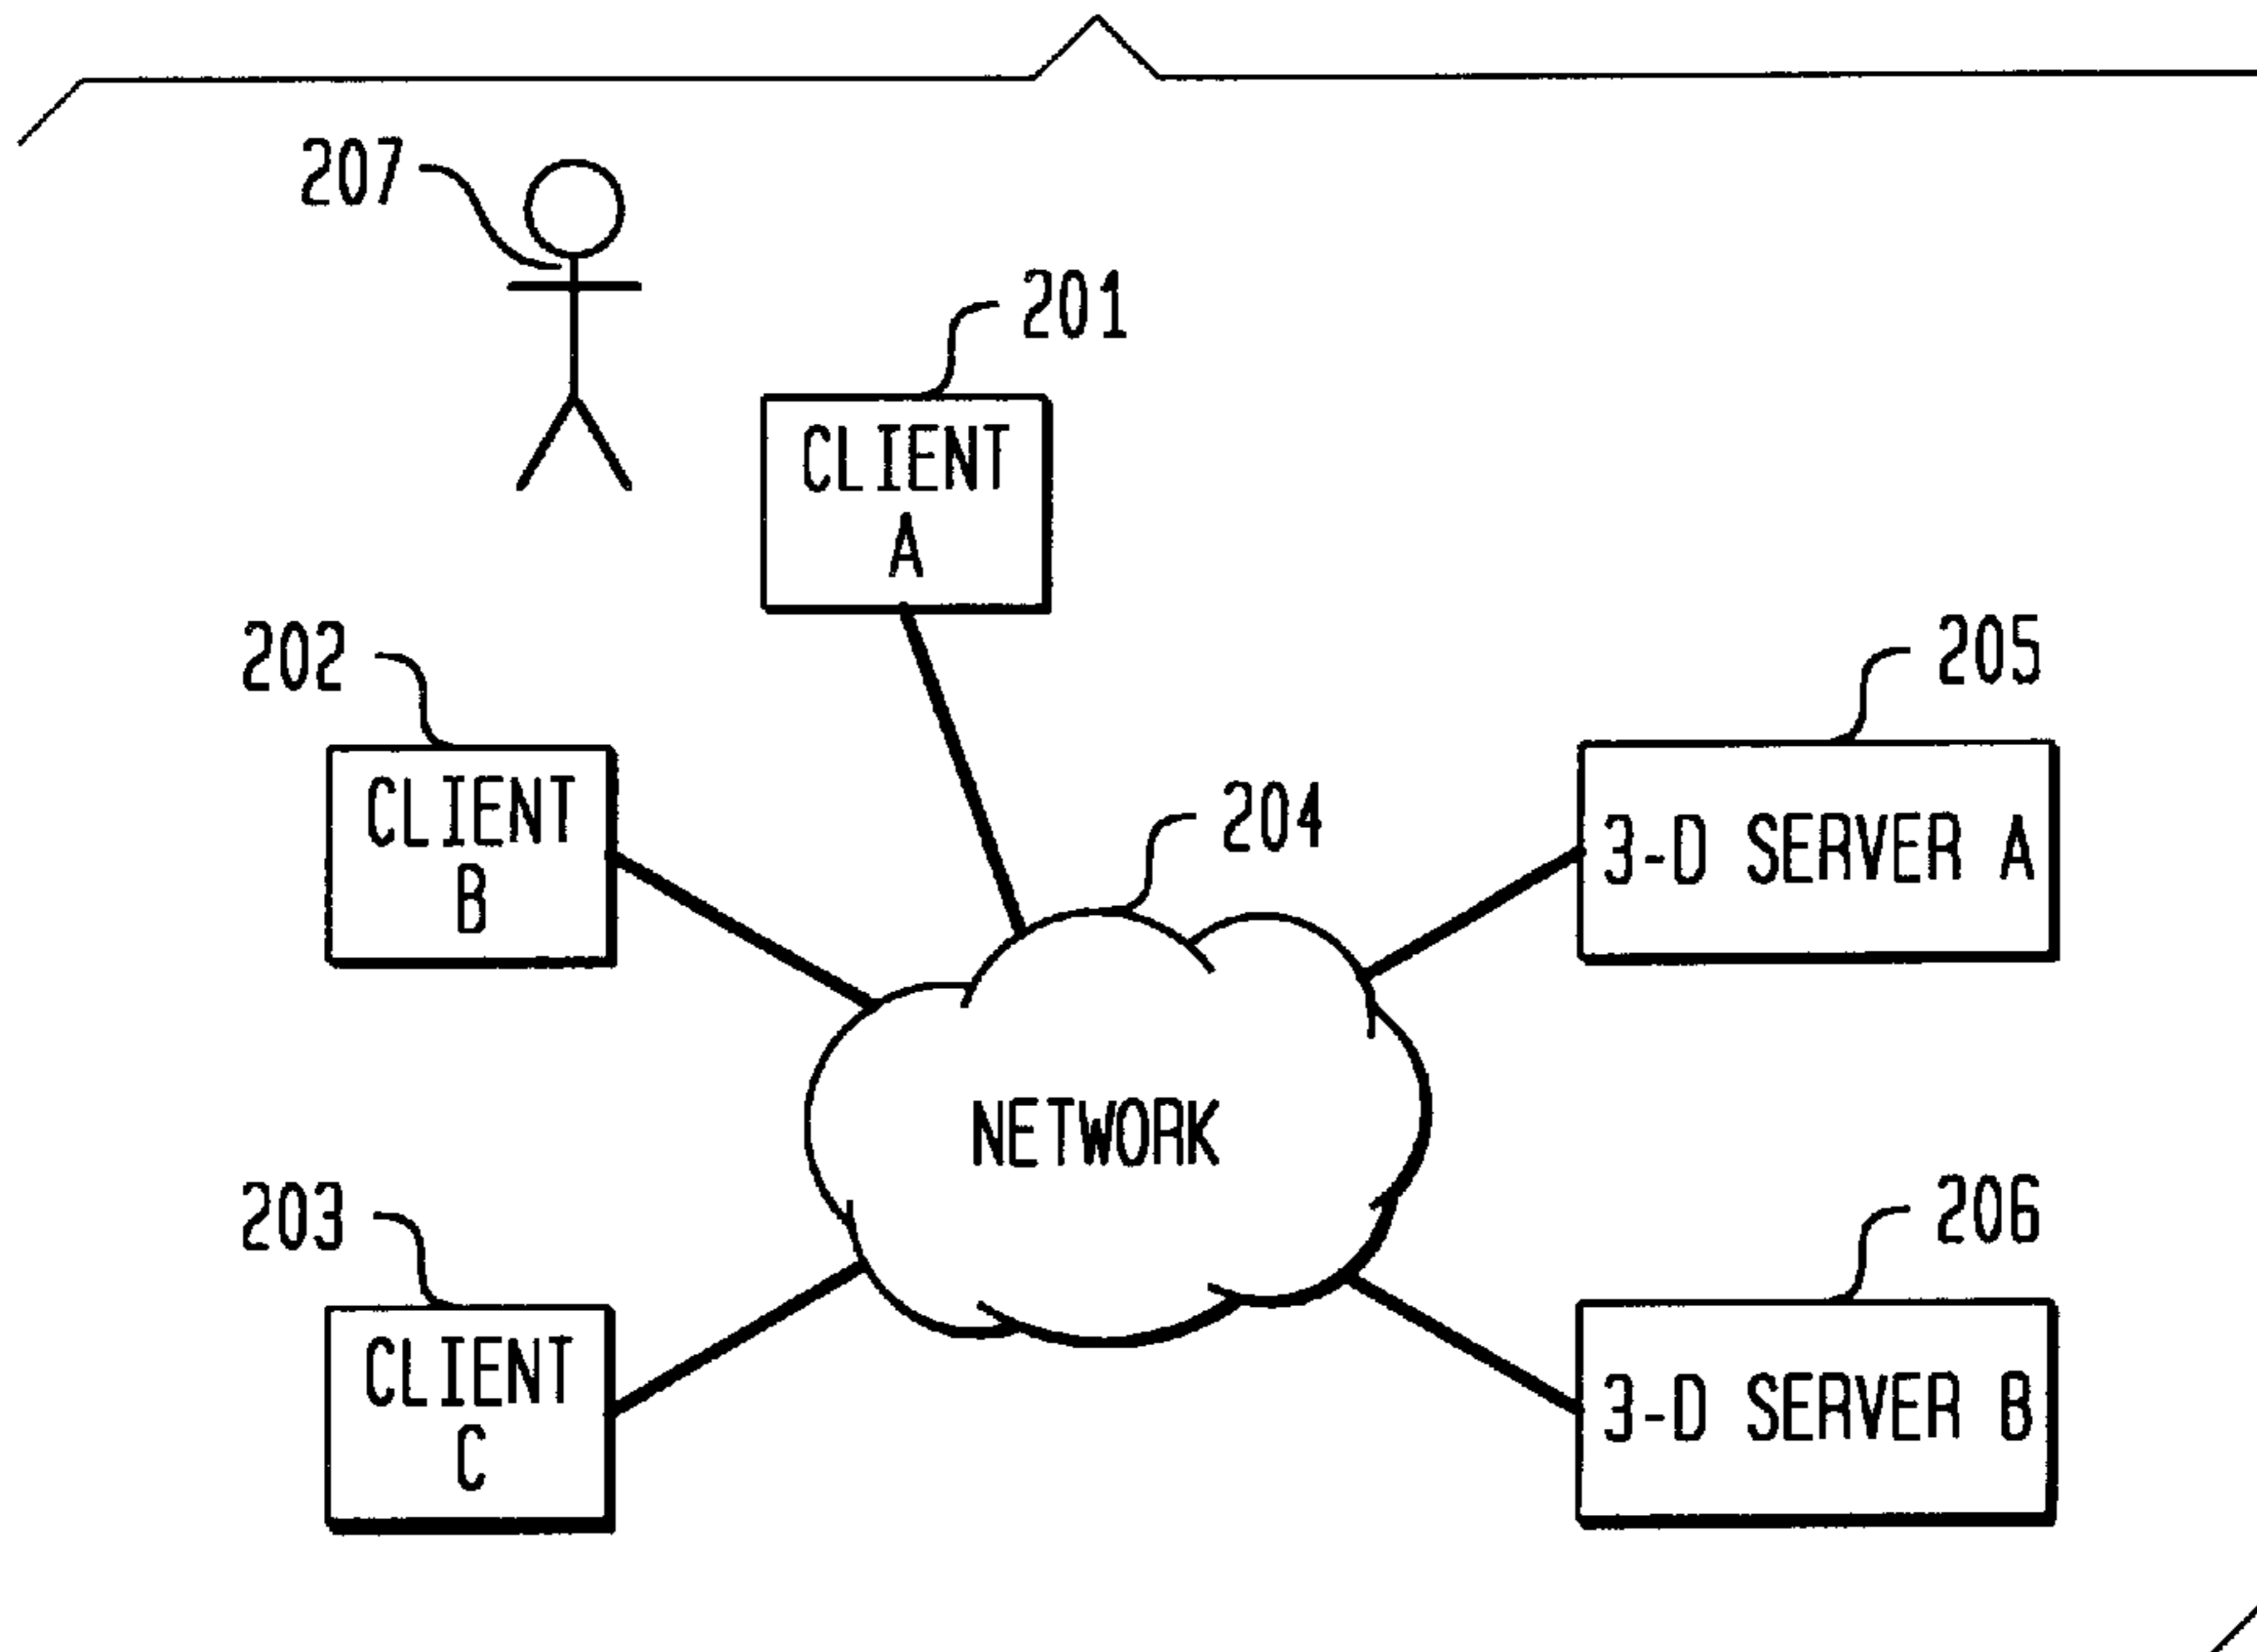 207
201
CLIENT
A
202
205
CLIENT
B
204
3-D SERVER A
NETWORK
203
206
CLIENT
C
3-D SERVER B